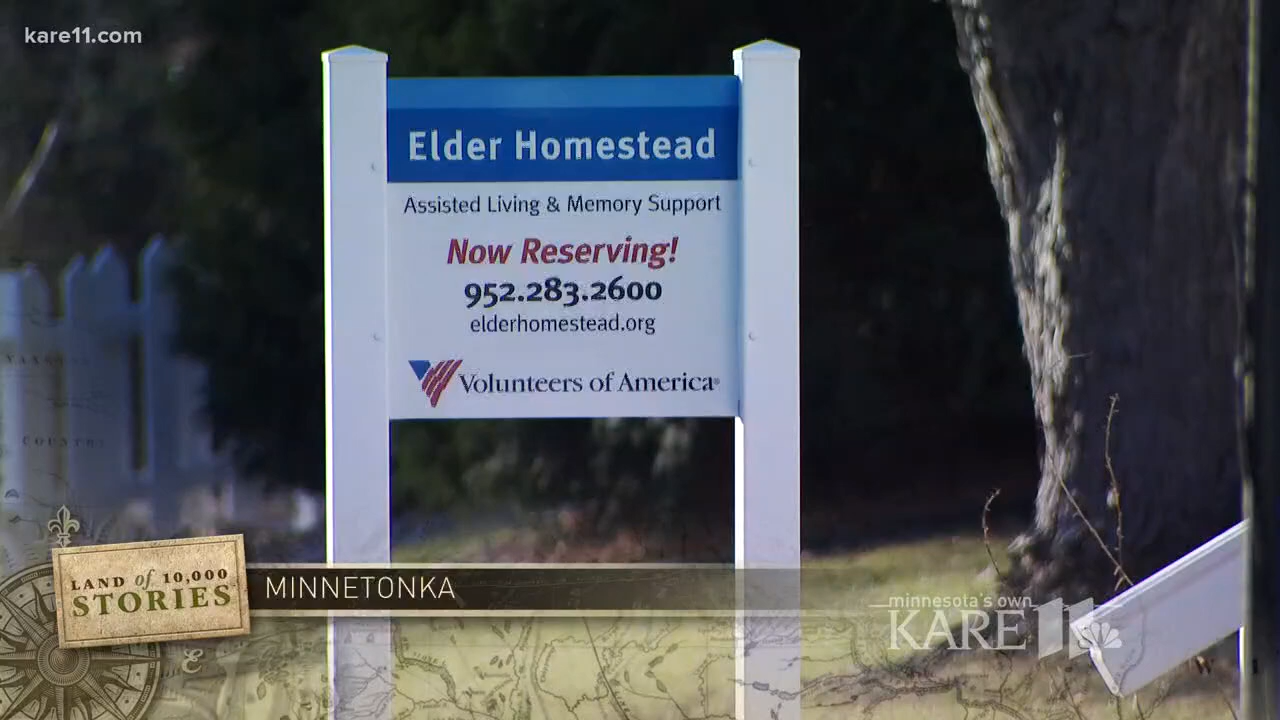 kare11.com
Elder Homestead
Assisted Living & Memory Support
Now Reserving!
952.283.2600
elderhomestead.org
Volunteers of America®
COUNTRY
LAND of 10,000
STORIES
MINNETONKA
minnesota's own
KARE 11